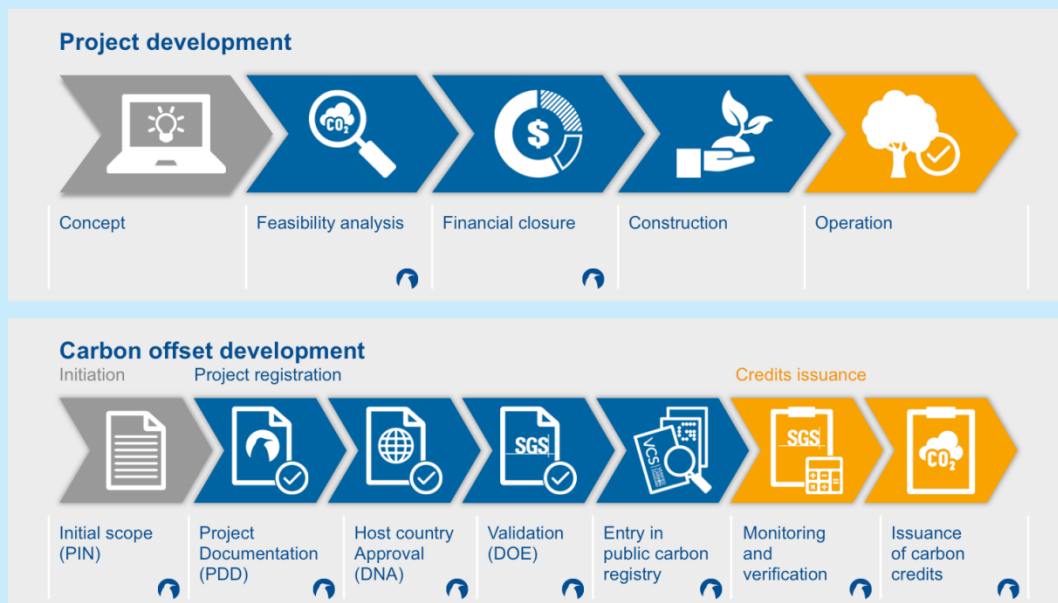 Project development
CO2
$
Concept
Feasibility analysis
Financial closure
Construction
Operation
Carbon offset development
Initiation
Project registration
Credits issuance
SGS
VCS
SGS
CO2
Initial scope
(PIN)
Project
Documentation
(PDD)
Host country
Approval
(DNA)
Validation
(DOE)
Entry in
public carbon
registry
Monitoring
and
verification
Issuance
of carbon
credits